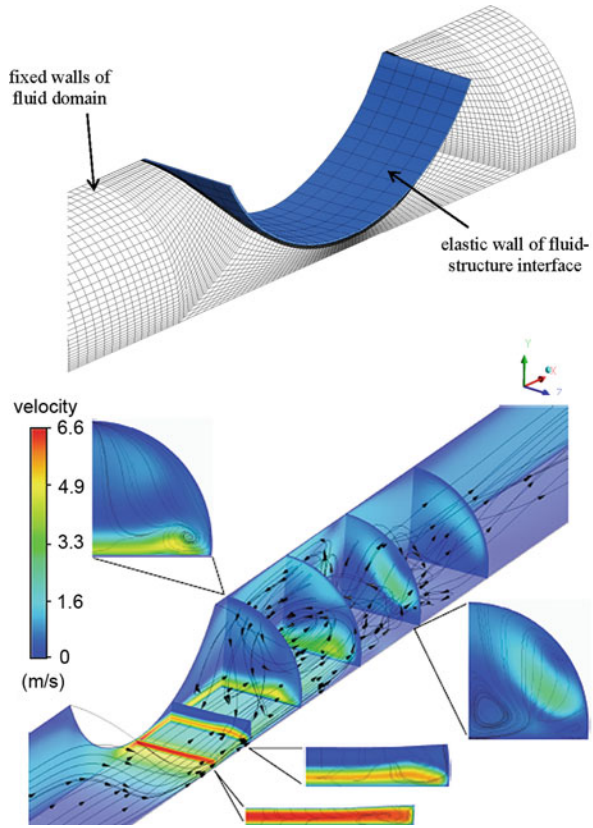 fixed walls of
fluid domain
elastic wall of fluid-
structure interface
Y
X
Z
velocity
6.6
4.9
3.3
1.6
0
(m/s)